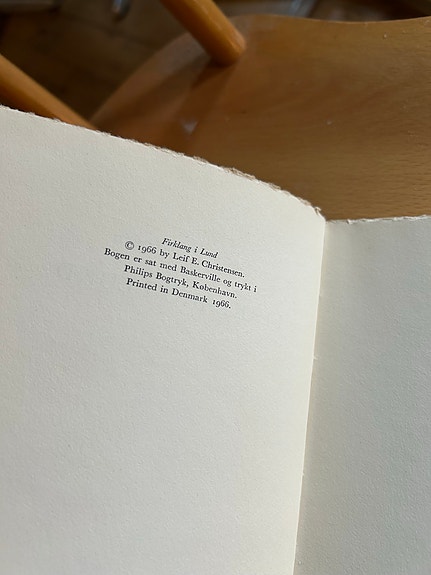 Firklang i Lund
© 1966 by Leif E. Christensen.
Bogen er sat med Baskerville og trykt i
Philips Bogtryk, København.
Printed in Denmark 1966.